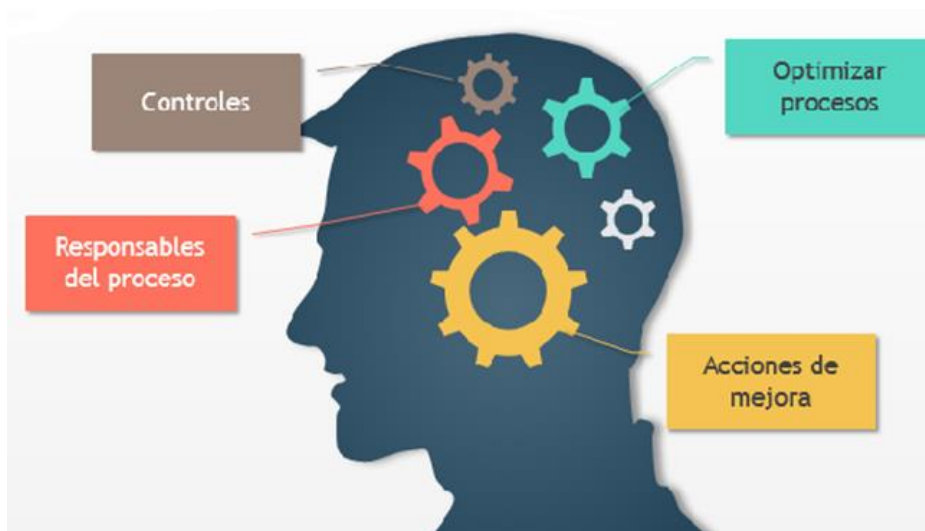 Controles
Optimizar
procesos
Responsables
del proceso
Acciones de
mejora